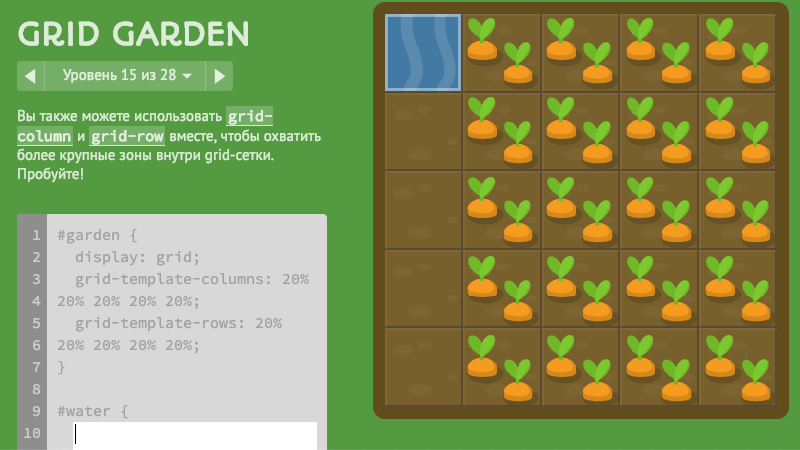 GRID GARDEN
Уровень 15 из 28
Вы также можете использовать grid-
column и grid-row вместе, чтобы охватить
более крупные зоны внутри grid-сетки.
Пробуйте!
1 #garden {
2 display: grid;
3 grid-template-columns: 20%
4 20% 20% 20% 20%;
5 grid-template-rows: 20%
6 20% 20% 20% 20%;
7 }
8
9 #water {
10